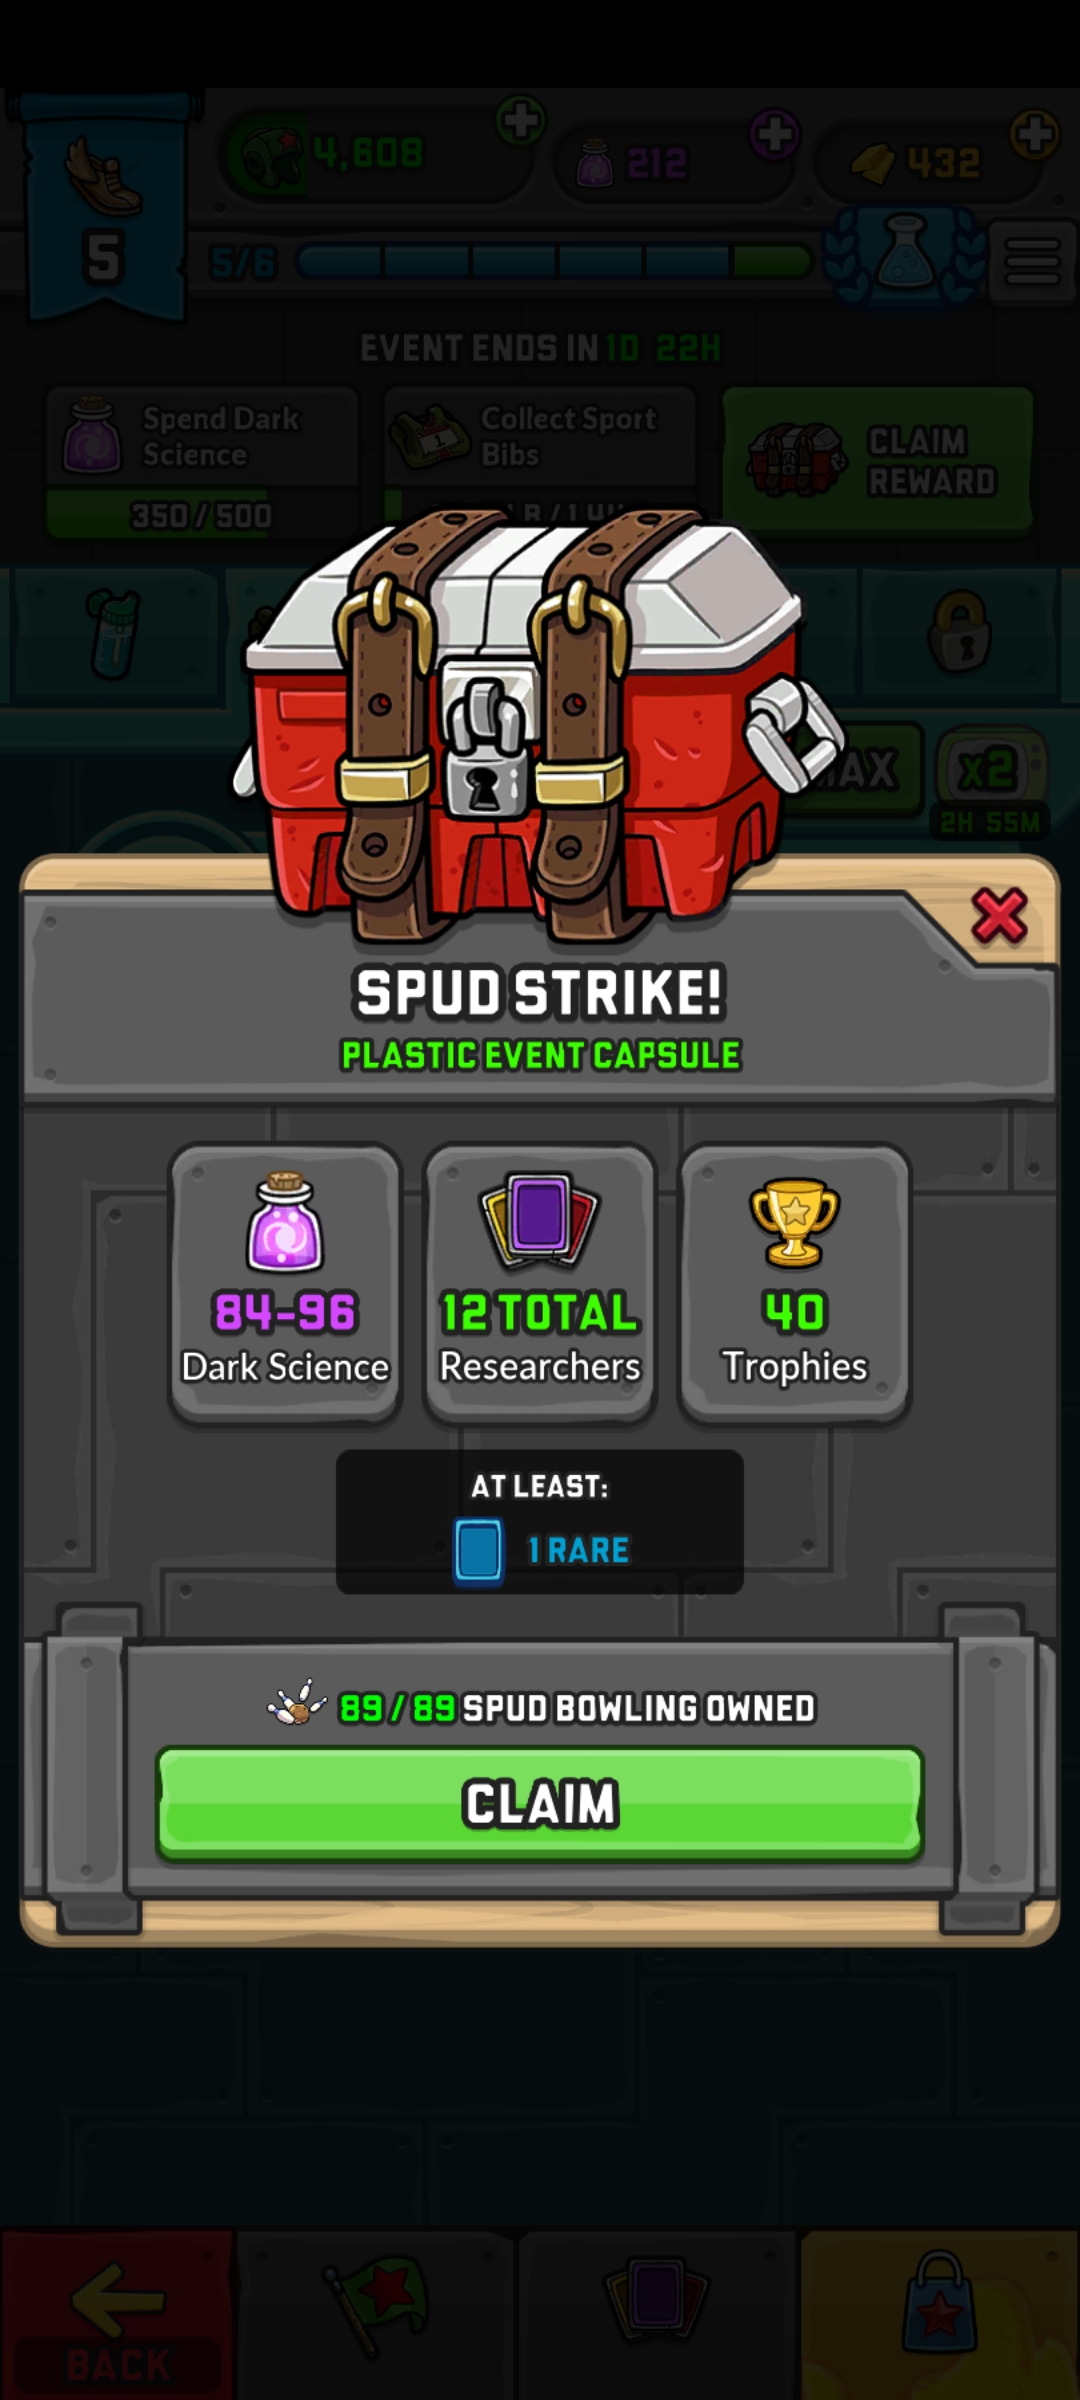 4,608
212
432
5
5/6
EVENT ENDS IN 1D 22H
Spend Dark
Science
350/500
Collect Sport
Bibs
CLAIM
REWARD
x2
2H 55M
SPUD STRIKE!
PLASTIC EVENT CAPSULE
84-96
Dark Science
12 TOTAL
Researchers
40
Trophies
AT LEAST:
1 RARE
89/89 SPUD BOWLING OWNED
CLAIM
BACK